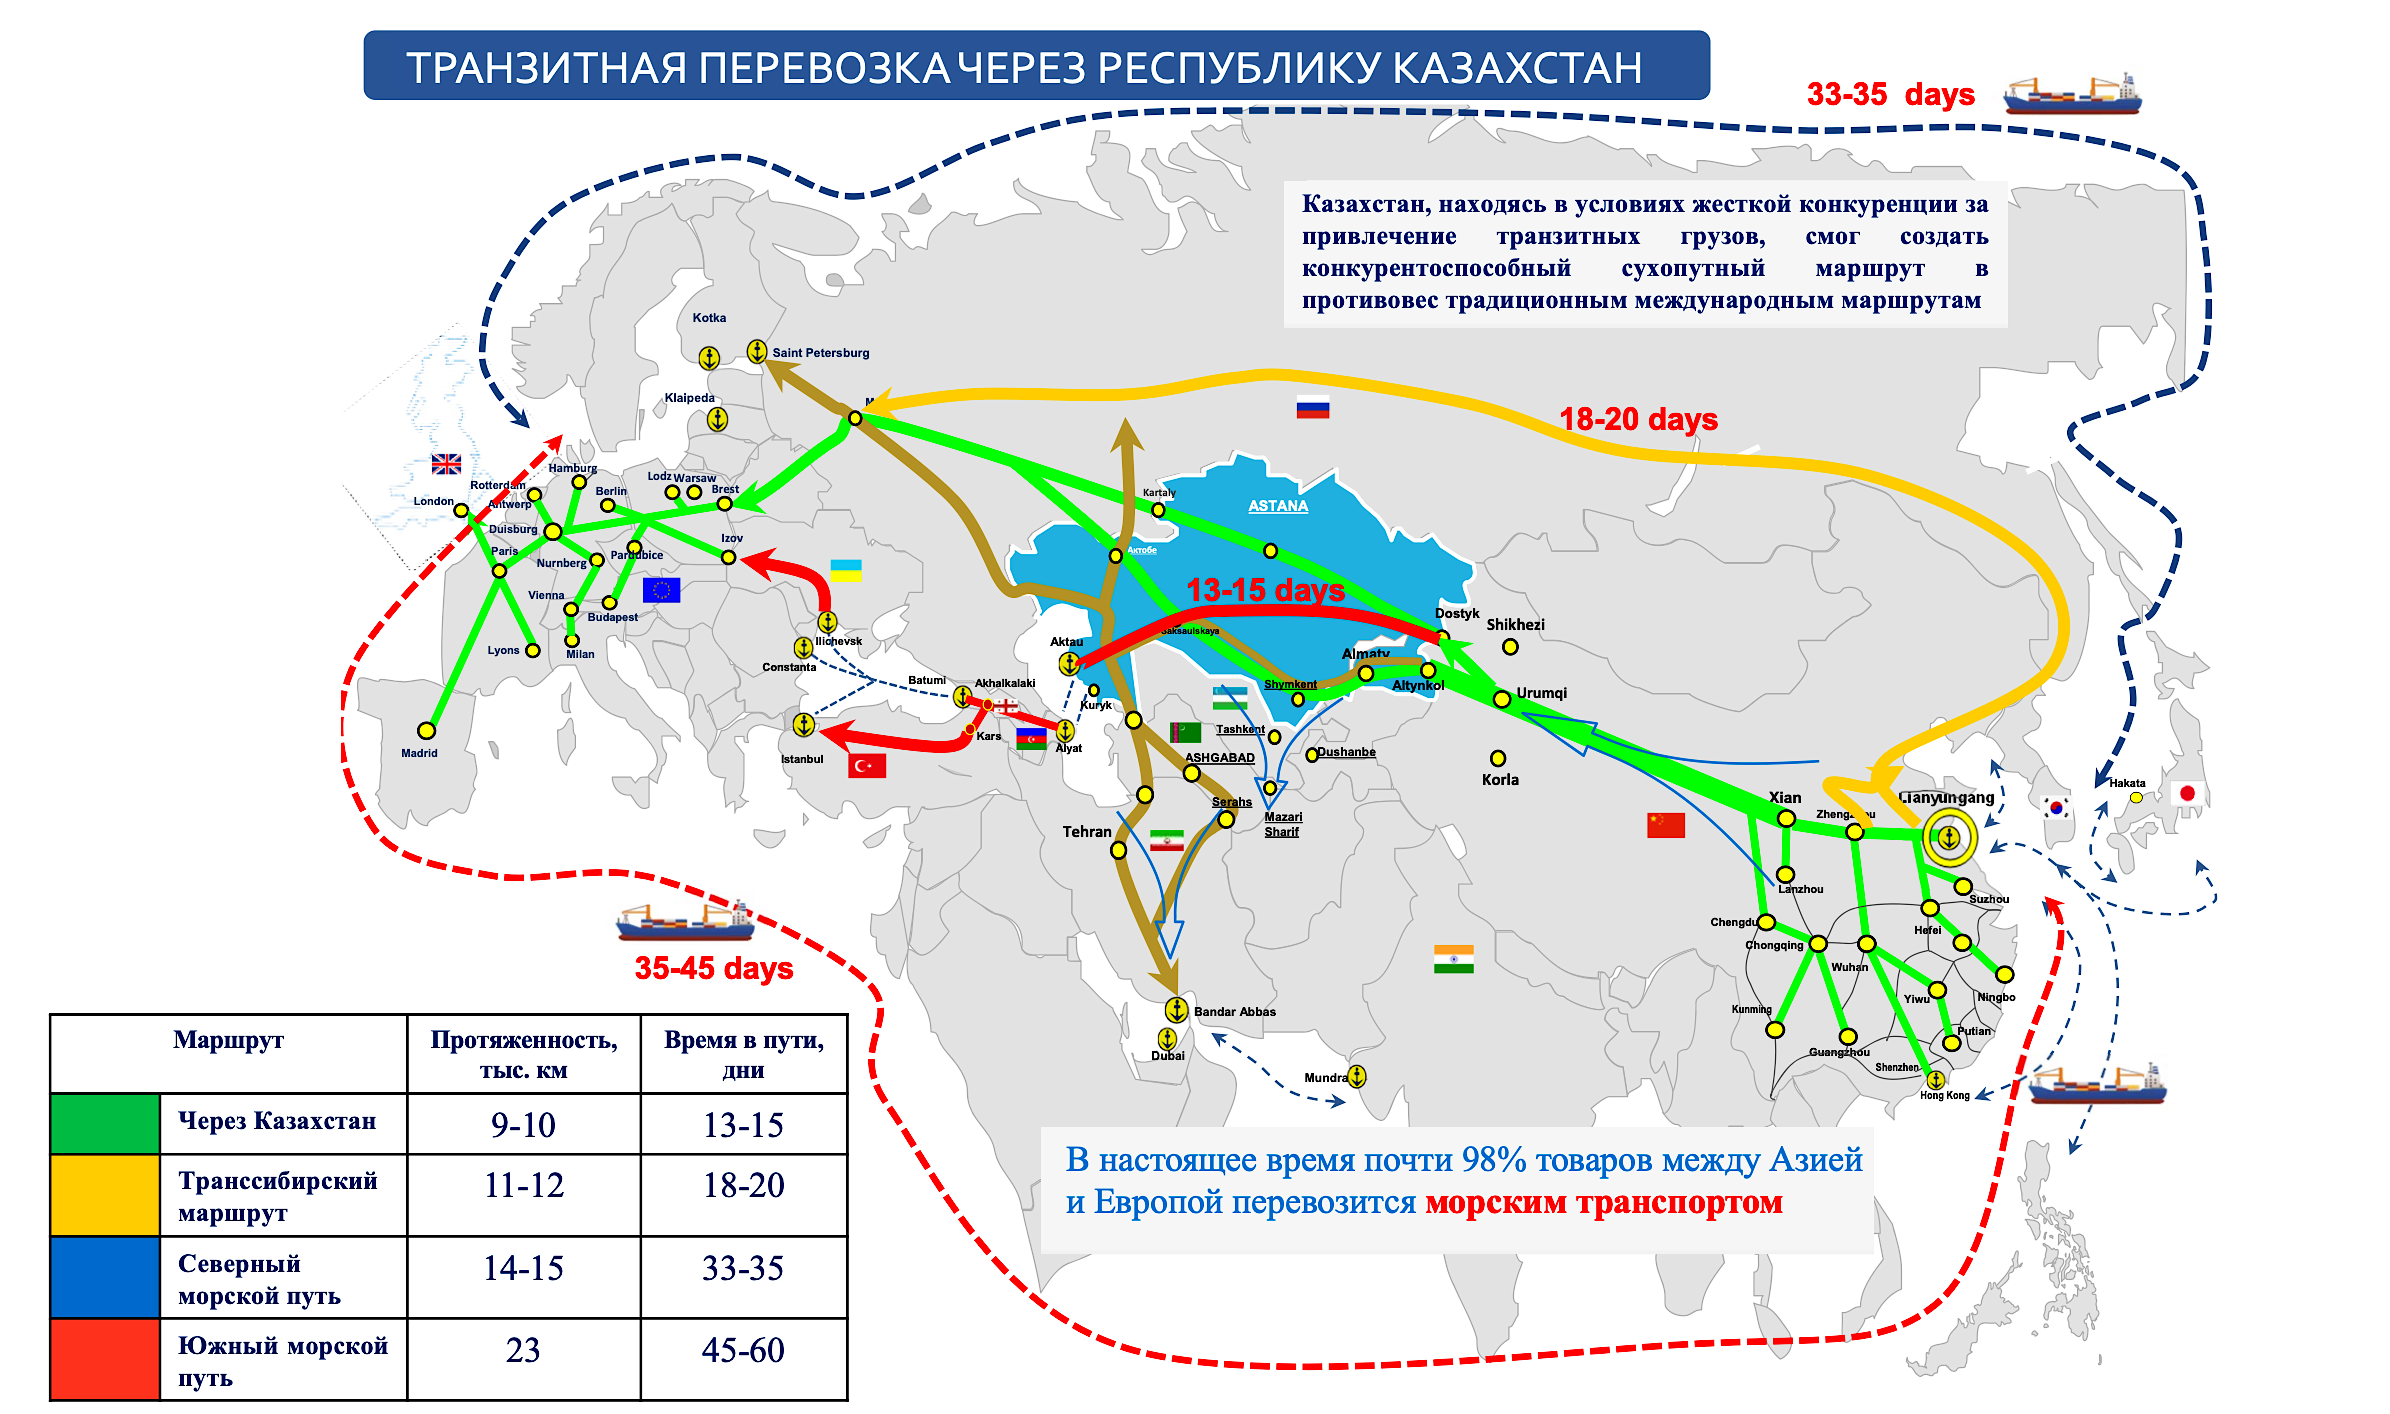 ТРАНЗИТНАЯ ПЕРЕВОЗКА ЧЕРЕЗ РЕСПУБЛИКУ КАЗАХСТАН
33-35 days
Казахстан, находясь в условиях жесткой конкуренции за
привлечение транзитных грузов, смог создать
конкурентоспособный сухопутный маршрут в
противовес традиционным международным маршрутам
Kotka
Saint Petersburg
Klaipeda
18-20 days
Hamburg
Lodz
Warsaw
Brest
Berlin
Rotterdam
Antwerp
London
Duisburg
Paris
Nurnberg
Pardubice
Izov
Vienna
Budapest
Lyons
Milan
Madrid
Kartaly
ASTANA
Актобе
13-15 days
Saksaulskaya
Dostyk
Shikhezi
Ilichevsk
Constanta
Aktau
Almaty
Altynkol
Urumqi
Batumi
Akhalkalaki
Kuryk
Shymkent
Kars
Alyat
Istanbul
Tashkent
Dushanbe
ASHGABAD
Korla
Serahs
Mazari
Sharif
Tehran
Xian
Zhengzhou
Lianyungang
Hakata
Lanzhou
Suzhou
Chengdu
Chongqing
Hefei
Wuhan
Ningbo
Yiwu
Kunming
Putian
Guangzhou
Shenzhen
Hong Kong
Bandar Abbas
Dubai
Mundra
35-45 days
Маршрут
Протяженность,
тыс. км
Время в пути,
дни
Через Казахстан
9-10
13-15
Транссибирский
маршрут
11-12
18-20
Северный
морской путь
14-15
33-35
Южный морской
путь
23
45-60
В настоящее время почти 98% товаров между Азией
и Европой перевозится морским транспортом